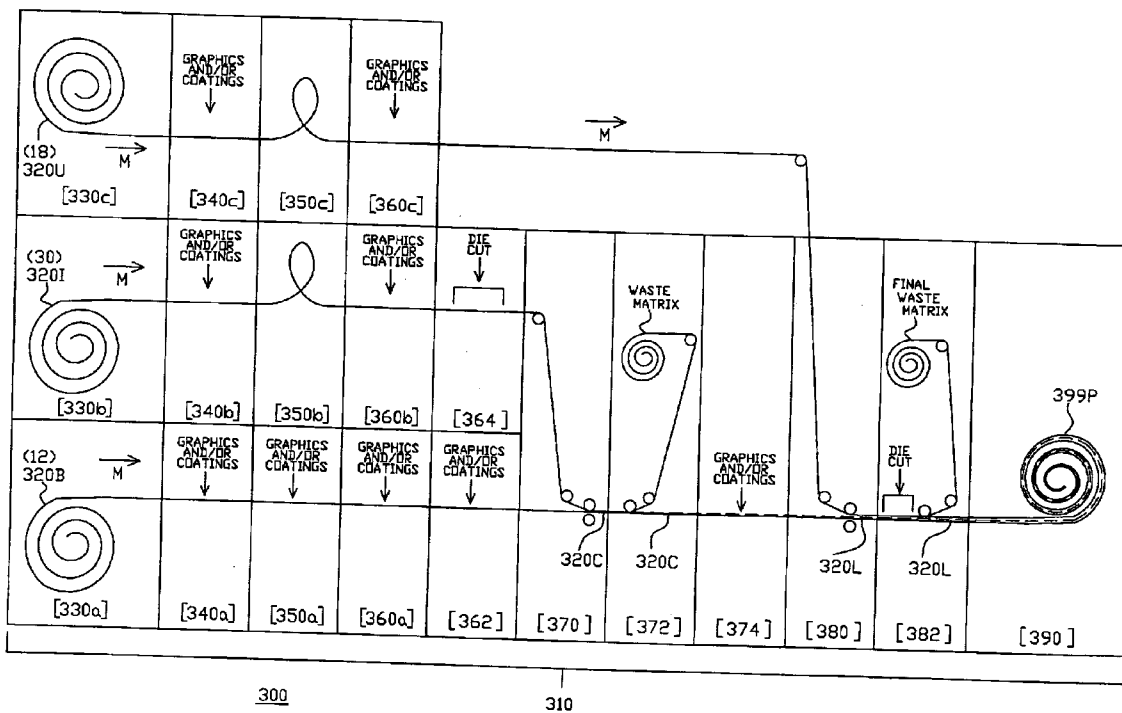 GRAPHICS
AND/OR
COATINGS
GRAPHICS
AND/OR
COATINGS
(18)
320U
M
M
[330c]
[340c]
[350c]
[360c]
(30)
320I
M
GRAPHICS
AND/OR
COATINGS
GRAPHICS
AND/OR
COATINGS
DIE
CUT
WASTE
MATRIX
FINAL
WASTE
MATRIX
[330b]
[340b]
[350b]
[360b]
[364]
399P
(12)
320B
M
GRAPHICS
AND/OR
COATINGS
GRAPHICS
AND/OR
COATINGS
GRAPHICS
AND/OR
COATINGS
GRAPHICS
AND/OR
COATINGS
GRAPHICS
AND/OR
COATINGS
DIE
CUT
320C
320C
320L
320L
[330a]
[340a]
[350a]
[360a]
[362]
[370]
[372]
[374]
[380]
[382]
[390]
300
310